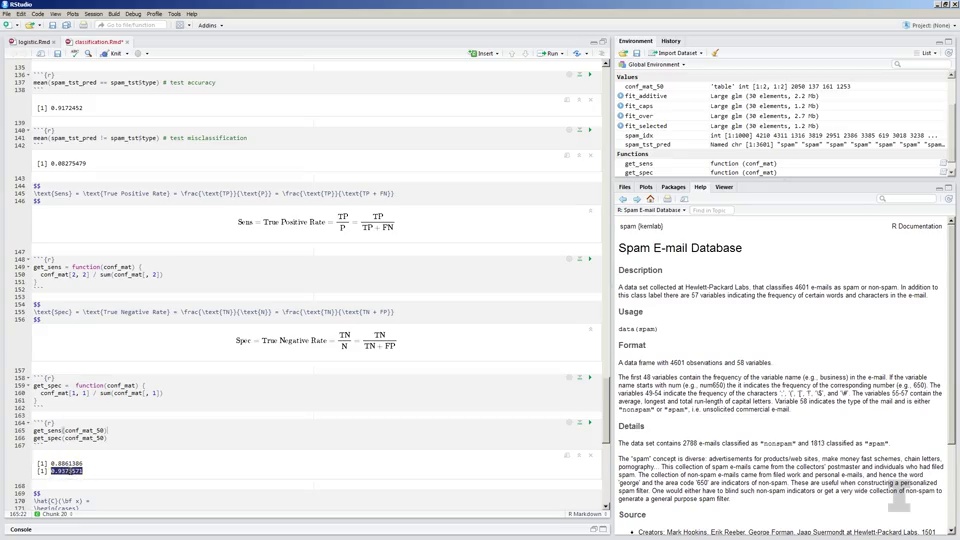 RStudio
File Edit Code View Plots Session Build Debug Profile Tools Help
Go to file/function Addins
Project: (None)
logistic.Rmd classification.Rmd*
Knit Insert Run
135
136 ```{r}
137 mean(spam_tst_pred == spam_tst$type) # test accuracy
138 ```
[1] 0.9172452
139
140 ```{r}
141 mean(spam_tst_pred != spam_tst$type) # test misclassification
142 ```
[1] 0.08275479
143
144 $$
145 \text{Sens} = \text{True Positive Rate} = \frac{\text{TP}}{\text{P}} = \frac{\text{TP}}{\text{TP + FN}}
146 $$
Sens = True Positive Rate = TP/P = TP/TP + FN
147
148 ```{r}
149 get_sens = function(conf_mat) {
150 conf_mat[2, 2] / sum(conf_mat[, 2])
151 }
152 ```
153
154 $$
155 \text{Spec} = \text{True Negative Rate} = \frac{\text{TN}}{\text{N}} = \frac{\text{TN}}{\text{TN + FP}}
156 $$
Spec = True Negative Rate = TN/N = TN/TN + FP
157
158 ```{r}
159 get_spec = function(conf_mat) {
160 conf_mat[1, 1] / sum(conf_mat[, 1])
161 }
162 ```
163
164 ```{r}
165 get_sens(conf_mat_50)
166 get_spec(conf_mat_50)
167 ```
[1] 0.8861386
[1] 0.9373571
168
169 $$
170 \hat{C}(\bf x) =
171 \begin{cases}
165:22 Chunk 20 R Markdown
Console
Environment History
Import Dataset List
Global Environment
Values
conf_mat_50 'table' int [1:2, 1:2] 2050 137 161 1253
fit_additive Large glm (30 elements, 2.2 Mb)
fit_caps Large glm (30 elements, 1.2 Mb)
fit_over Large glm (30 elements, 2.7 Mb)
fit_selected Large glm (30 elements, 1.2 Mb)
spam_idx int [1:1000] 4210 4311 1316 3819 2951 2386 3385 619 3018 3238 ...
spam_tst_pred Named chr [1:3601] "spam" "spam" "spam" "spam" "spam" "spam"…
Functions
get_sens function (conf_mat)
get_spec function (conf_mat)
Files Plots Packages Help Viewer
R: Spam E-mail Database Find in Topic
spam {kernlab} R Documentation
Spam E-mail Database
Description
A data set collected at Hewlett-Packard Labs, that classifies 4601 e-mails as spam or non-spam. In addition to
this class label there are 57 variables indicating the frequency of certain words and characters in the e-mail.
Usage
data(spam)
Format
A data frame with 4601 observations and 58 variables.
The first 48 variables contain the frequency of the variable name (e.g., business) in the e-mail. If the variable
name starts with num (e.g., num650) the it indicates the frequency of the corresponding number (e.g., 650). The
variables 49-54 indicate the frequency of the characters ';', '(', '[', '!', '\$', and '\#'. The variables 55-57 contain the
average, longest and total run-length of capital letters. Variable 58 indicates the type of the mail and is either
"nonspam" or "spam", i.e. unsolicited commercial e-mail.
Details
The data set contains 2788 e-mails classified as "nonspam" and 1813 classified as "spam".
The "spam" concept is diverse: advertisements for products/web sites, make money fast schemes, chain letters,
pornography... This collection of spam e-mails came from the collectors' postmaster and individuals who had filed
spam. The collection of non-spam e-mails came from filed work and personal e-mails, and hence the word
'george' and the area code '650' are indicators of non-spam. These are useful when constructing a personalized
spam filter. One would either have to blind such non-spam indicators or get a very wide collection of non-spam to
generate a general purpose spam filter.
Source
Creators: Mark Hopkins, Erik Reeber, George Forman, Jaap Suermondt at Hewlett-Packard Labs, 1501